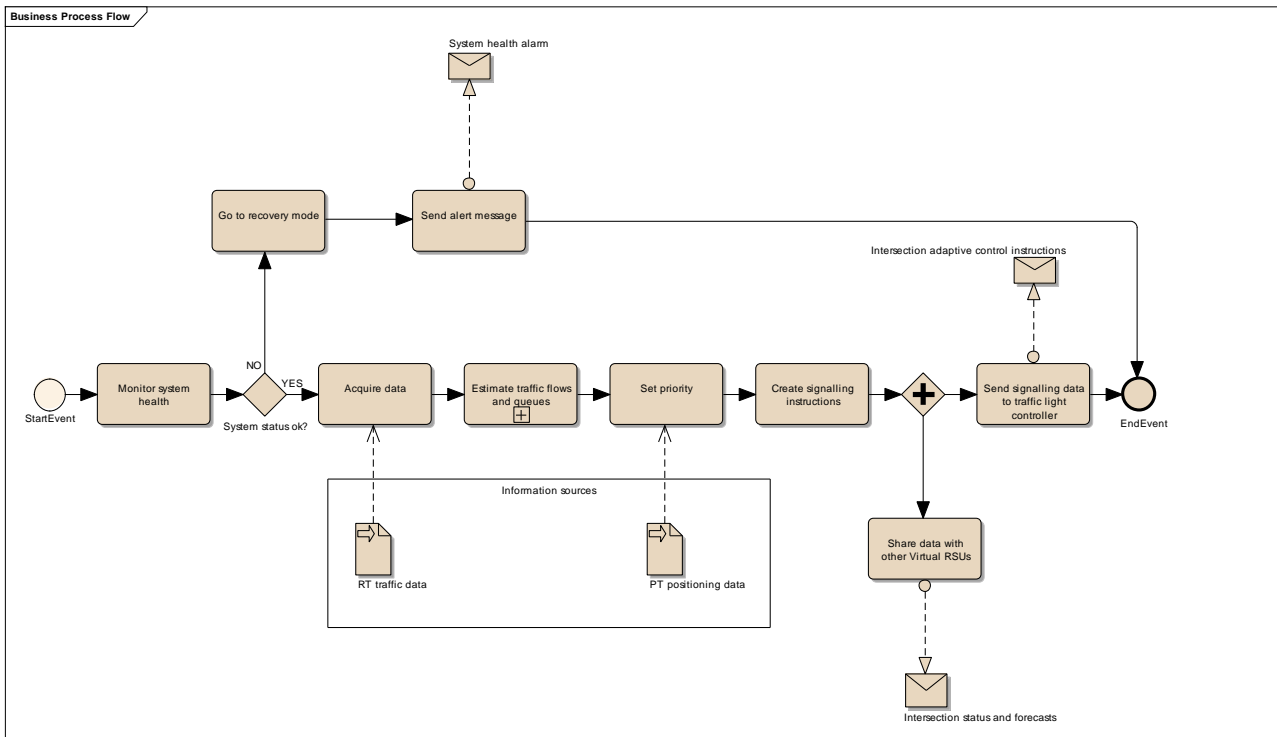 Business Process Flow
System health alarm
Go to recovery mode
Send alert message
Intersection adaptive control instructions
NO
YES
StartEvent
Monitor system
health
System status ok?
Acquire data
Estimate traffic flows
and queues
Set priority
Create signalling
instructions
Send signalling data
to traffic light
controller
EndEvent
Information sources
RT traffic data
PT positioning data
Share data with
other Virtual RSUs
Intersection status and forecasts